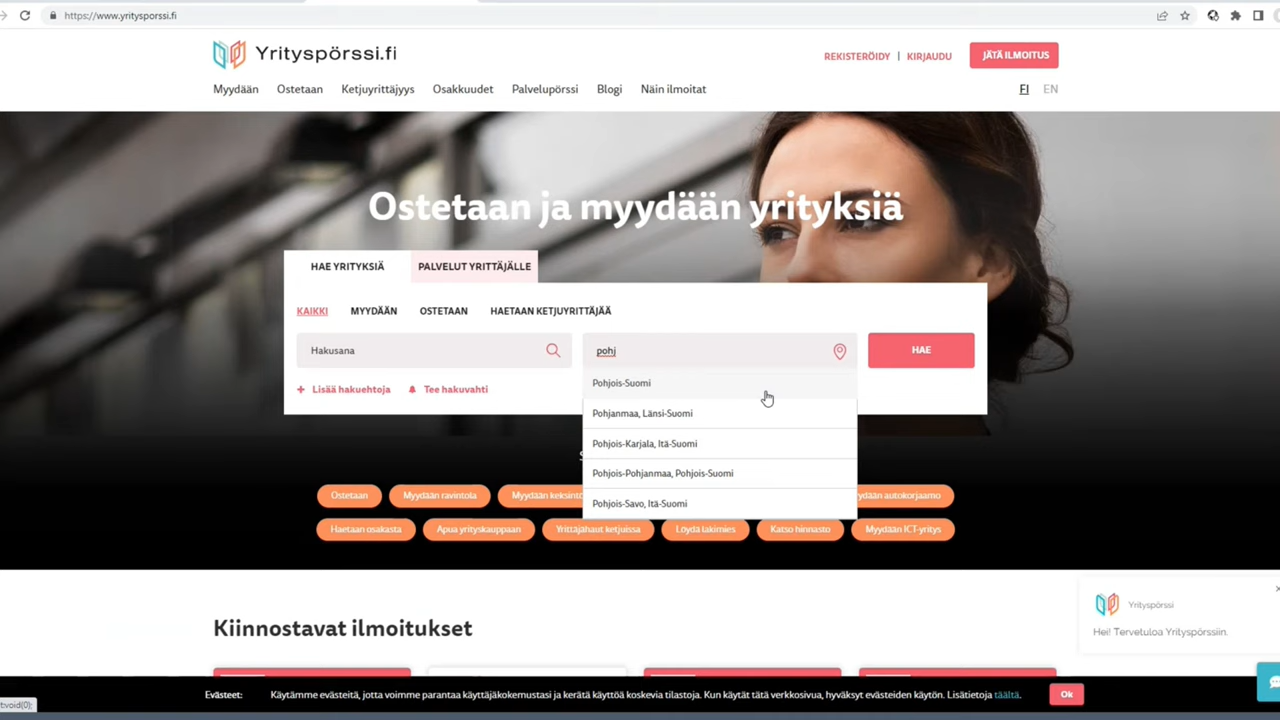 https://www.yritysporssi.fi
Yrityspörssi.fi
REKISTERÖIDY | KIRJAUDU
JÄTÄ ILMOITUS
Myydään Ostetaan Ketjuyrittäjyys Osakkuudet Palvelupörssi Blogi Näin ilmoitat
FI EN
Ostetaan ja myydään yrityksiä
HAE YRITYKSIÄ PALVELUT YRITTÄJÄLLE
KAIKKI MYYDÄÄN OSTETAAN HAETAAN KETJUYRITTÄJÄÄ
Hakusana pohj HAE
+ Lisää hakuehtoja Tee hakuvahti
Pohjois-Suomi
Pohjanmaa, Länsi-Suomi
Pohjois-Karjala, Itä-Suomi
Pohjois-Pohjanmaa, Pohjois-Suomi
Pohjois-Savo, Itä-Suomi
Ostetaan Myydään ravintola Myydään autokorjaamo
Haetaan osakasta Apua yrityskauppaan Yrittäjähaut ketjuissa Löydä lakimies Katso hinnasto Myydään ICT-yritys
Kiinnostavat ilmoitukset
Yrityspörssi
Hei! Tervetuloa Yrityspörssiin.
Evästeet: Käytämme evästeitä, jotta voimme parantaa käyttäjäkokemustasi ja kerätä käyttöä koskevia tilastoja. Kun käytät tätä verkkosivua, hyväksyt evästeiden käytön. Lisätietoja täältä. Ok
t:void(0);